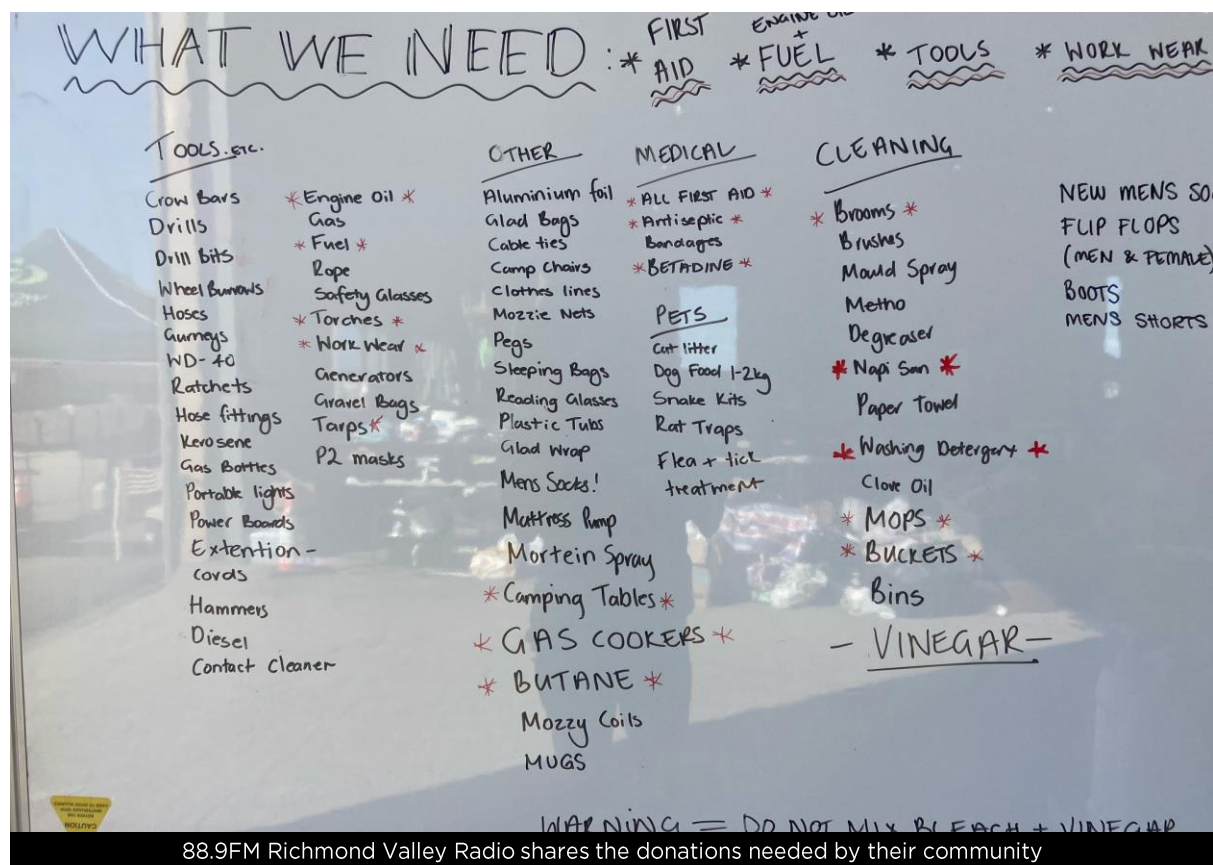 WHAT WE NEED: * FIRST AID * ENGINE OIL + FUEL * TOOLS * WORK WEAR
TOOLS. ETC.
Crow Bars
Drills
Drill bits
Wheel Burrows
Hoses
Gurneys
WD-40
Ratchets
Hose fittings
Kerosene
Gas Bottles
Portable lights
Power Boards
Extention -
cords
Hammers
Diesel
Contact Cleaner
* Engine Oil *
Gas
* Fuel *
Rope
Safety Glasses
* Torches *
* Work Wear *
Generators
Gravel Bags
Tarps *
P2 masks
OTHER
Aluminium foil
Glad Bags
Cable ties
Camp Chairs
Clothes lines
Mozzie Nets
Pegs
Sleeping Bags
Reading Glasses
Plastic Tubs
Glad Wrap
Mens Socks!
Mattress Pump
Mortein Spray
* Camping Tables *
* GAS COOKERS *
* BUTANE *
Mozzy Coils
MUGS
MEDICAL
* ALL FIRST AID *
* Antiseptic *
Bandages
* BETADINE *
PETS
Cat litter
Dog Food 1-2kg
Snake Kits
Rat Traps
Flea + tick
treatment
CLEANING
* Brooms *
Brushes
Mould Spray
Metho
Degreaser
* Napi San *
Paper Towel
* Washing Detergent *
Clove Oil
* MOPS *
* BUCKETS *
Bins
- VINEGAR -
NEW MENS
FLIP FLOPS
(MEN & FEMALE)
BOOTS
MENS SHORTS
WARNING = DO NOT MIX BLEACH + VINEGAR
CAUTION
88.9FM Richmond Valley Radio shares the donations needed by their community